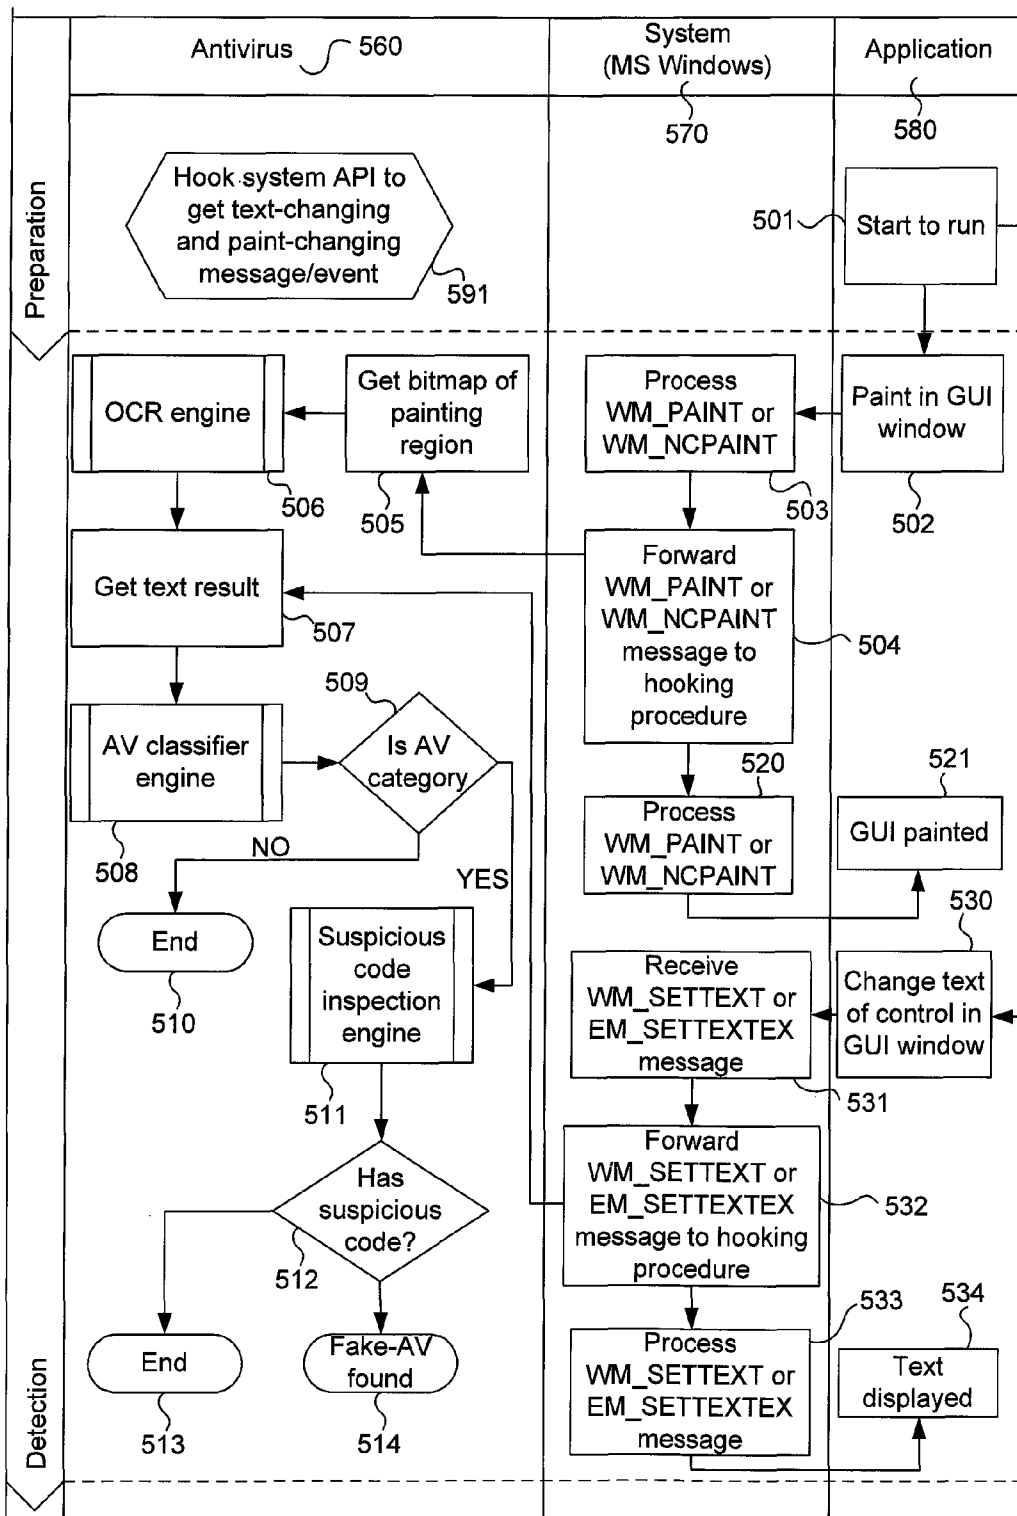 Antivirus
560
System
(MS Windows)
570
Application
580
Preparation
Hook system API to
get text-changing
and paint-changing
message/event
591
501
Start to run
OCR engine
506
Get bitmap of
painting
region
505
Process
WM_PAINT or
WM_NCPAINT
503
Paint in GUI
window
502
Get text result
507
Forward
WM_PAINT or
WM_NCPAINT
message to
hooking
procedure
504
AV classifier
engine
508
509
Is AV
category
NO
YES
520
Process
WM_PAINT or
WM_NCPAINT
521
GUI painted
End
510
Suspicious
code
inspection
engine
511
Receive
WM_SETTEXT or
EM_SETTEXTEX
message
531
530
Change text
of control in
GUI window
Has
suspicious
code?
512
Forward
WM_SETTEXT or
EM_SETTEXTEX
message to hooking
procedure
532
End
513
Fake-AV
found
514
Process
WM_SETTEXT or
EM_SETTEXTEX
message
533
534
Text
displayed
Detection